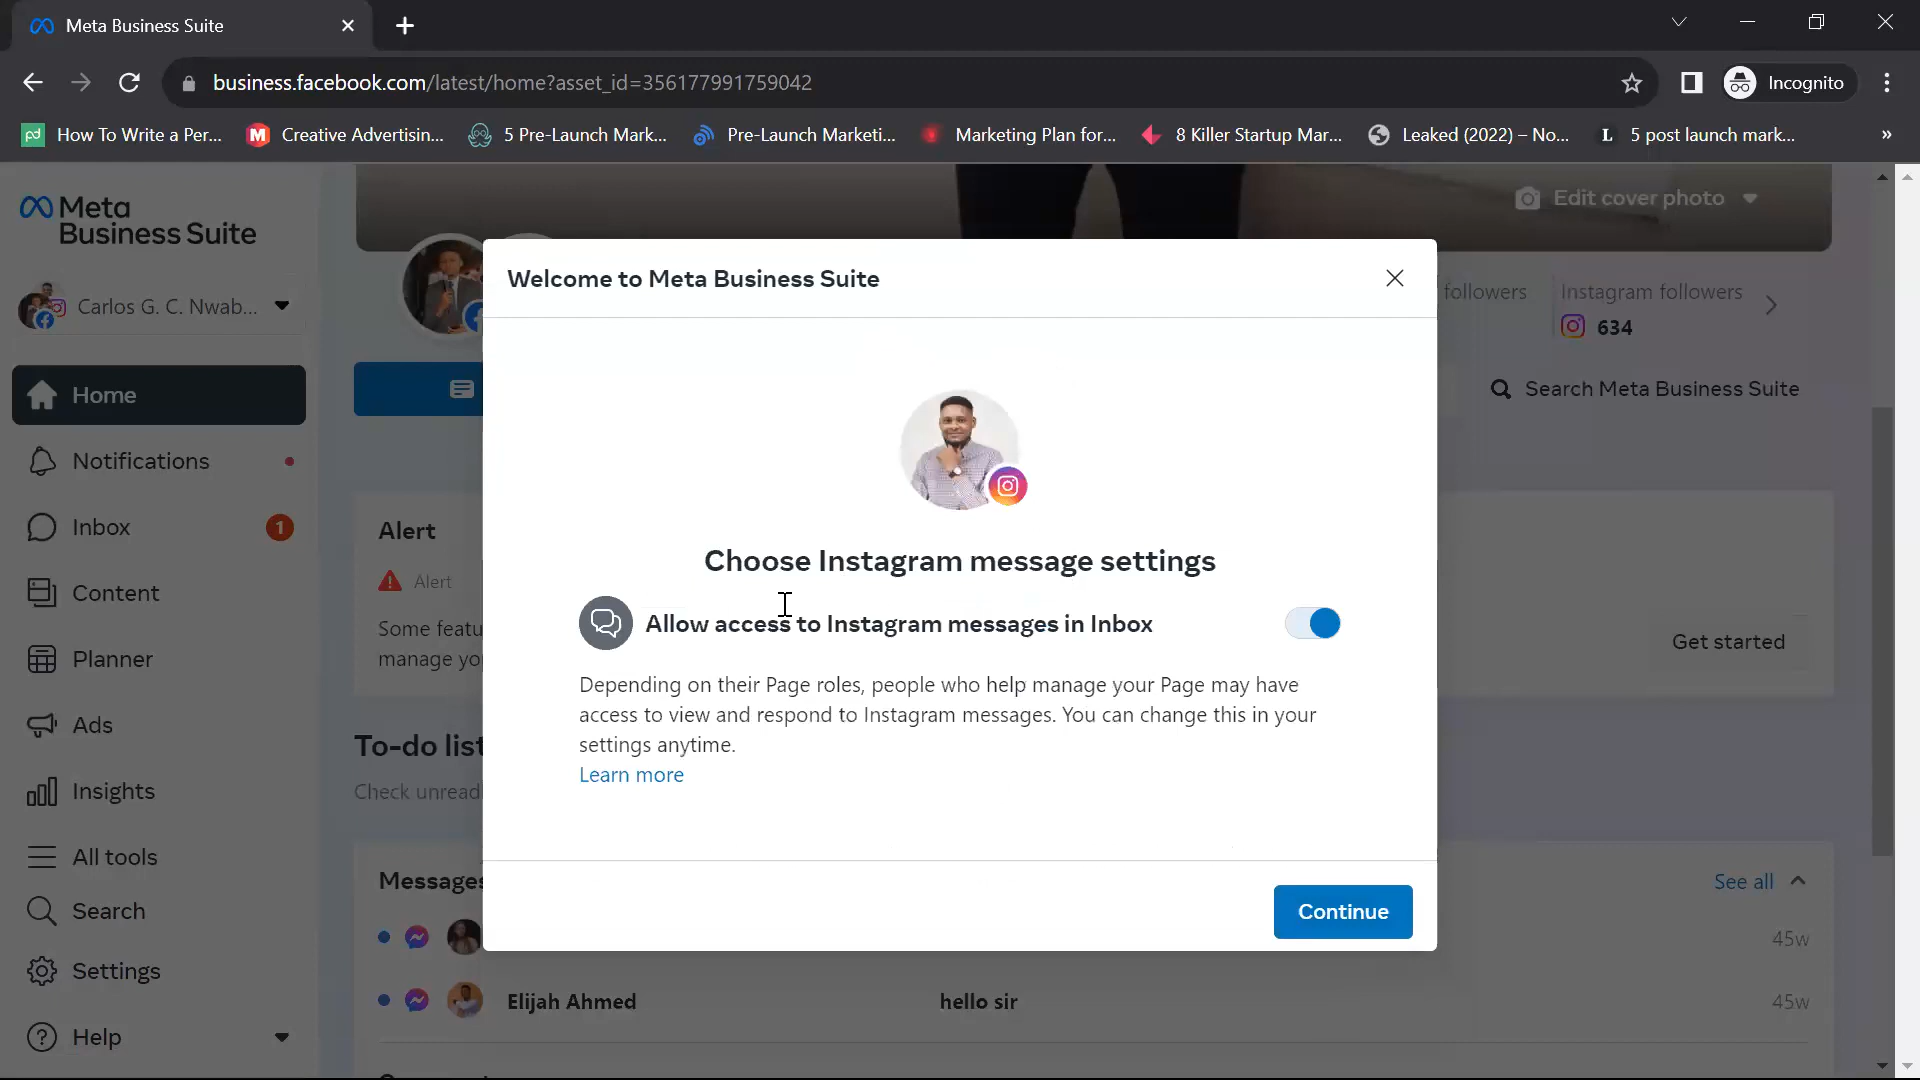 Meta Business Suite
business.facebook.com/latest/home?asset_id=356177991759042
Incognito
How To Write a Per...
Creative Advertisin...
5 Pre-Launch Mark...
Pre-Launch Marketi...
Marketing Plan for...
8 Killer Startup Mar...
Leaked (2022) – No...
5 post launch mark...
»
Meta
Business Suite
Carlos G. C. Nwab...
Home
Notifications
Inbox
1
Content
Planner
Ads
Insights
All tools
Search
Settings
Help
Edit cover photo
followers
Instagram followers
634
Search Meta Business Suite
Alert
Alert
Some featu
manage yo
Get started
To-do list
Check unread
Messages
See all
45w
Elijah Ahmed
hello sir
45w
Welcome to Meta Business Suite
Choose Instagram message settings
Allow access to Instagram messages in Inbox
Depending on their Page roles, people who help manage your Page may have
access to view and respond to Instagram messages. You can change this in your
settings anytime.
Learn more
Continue